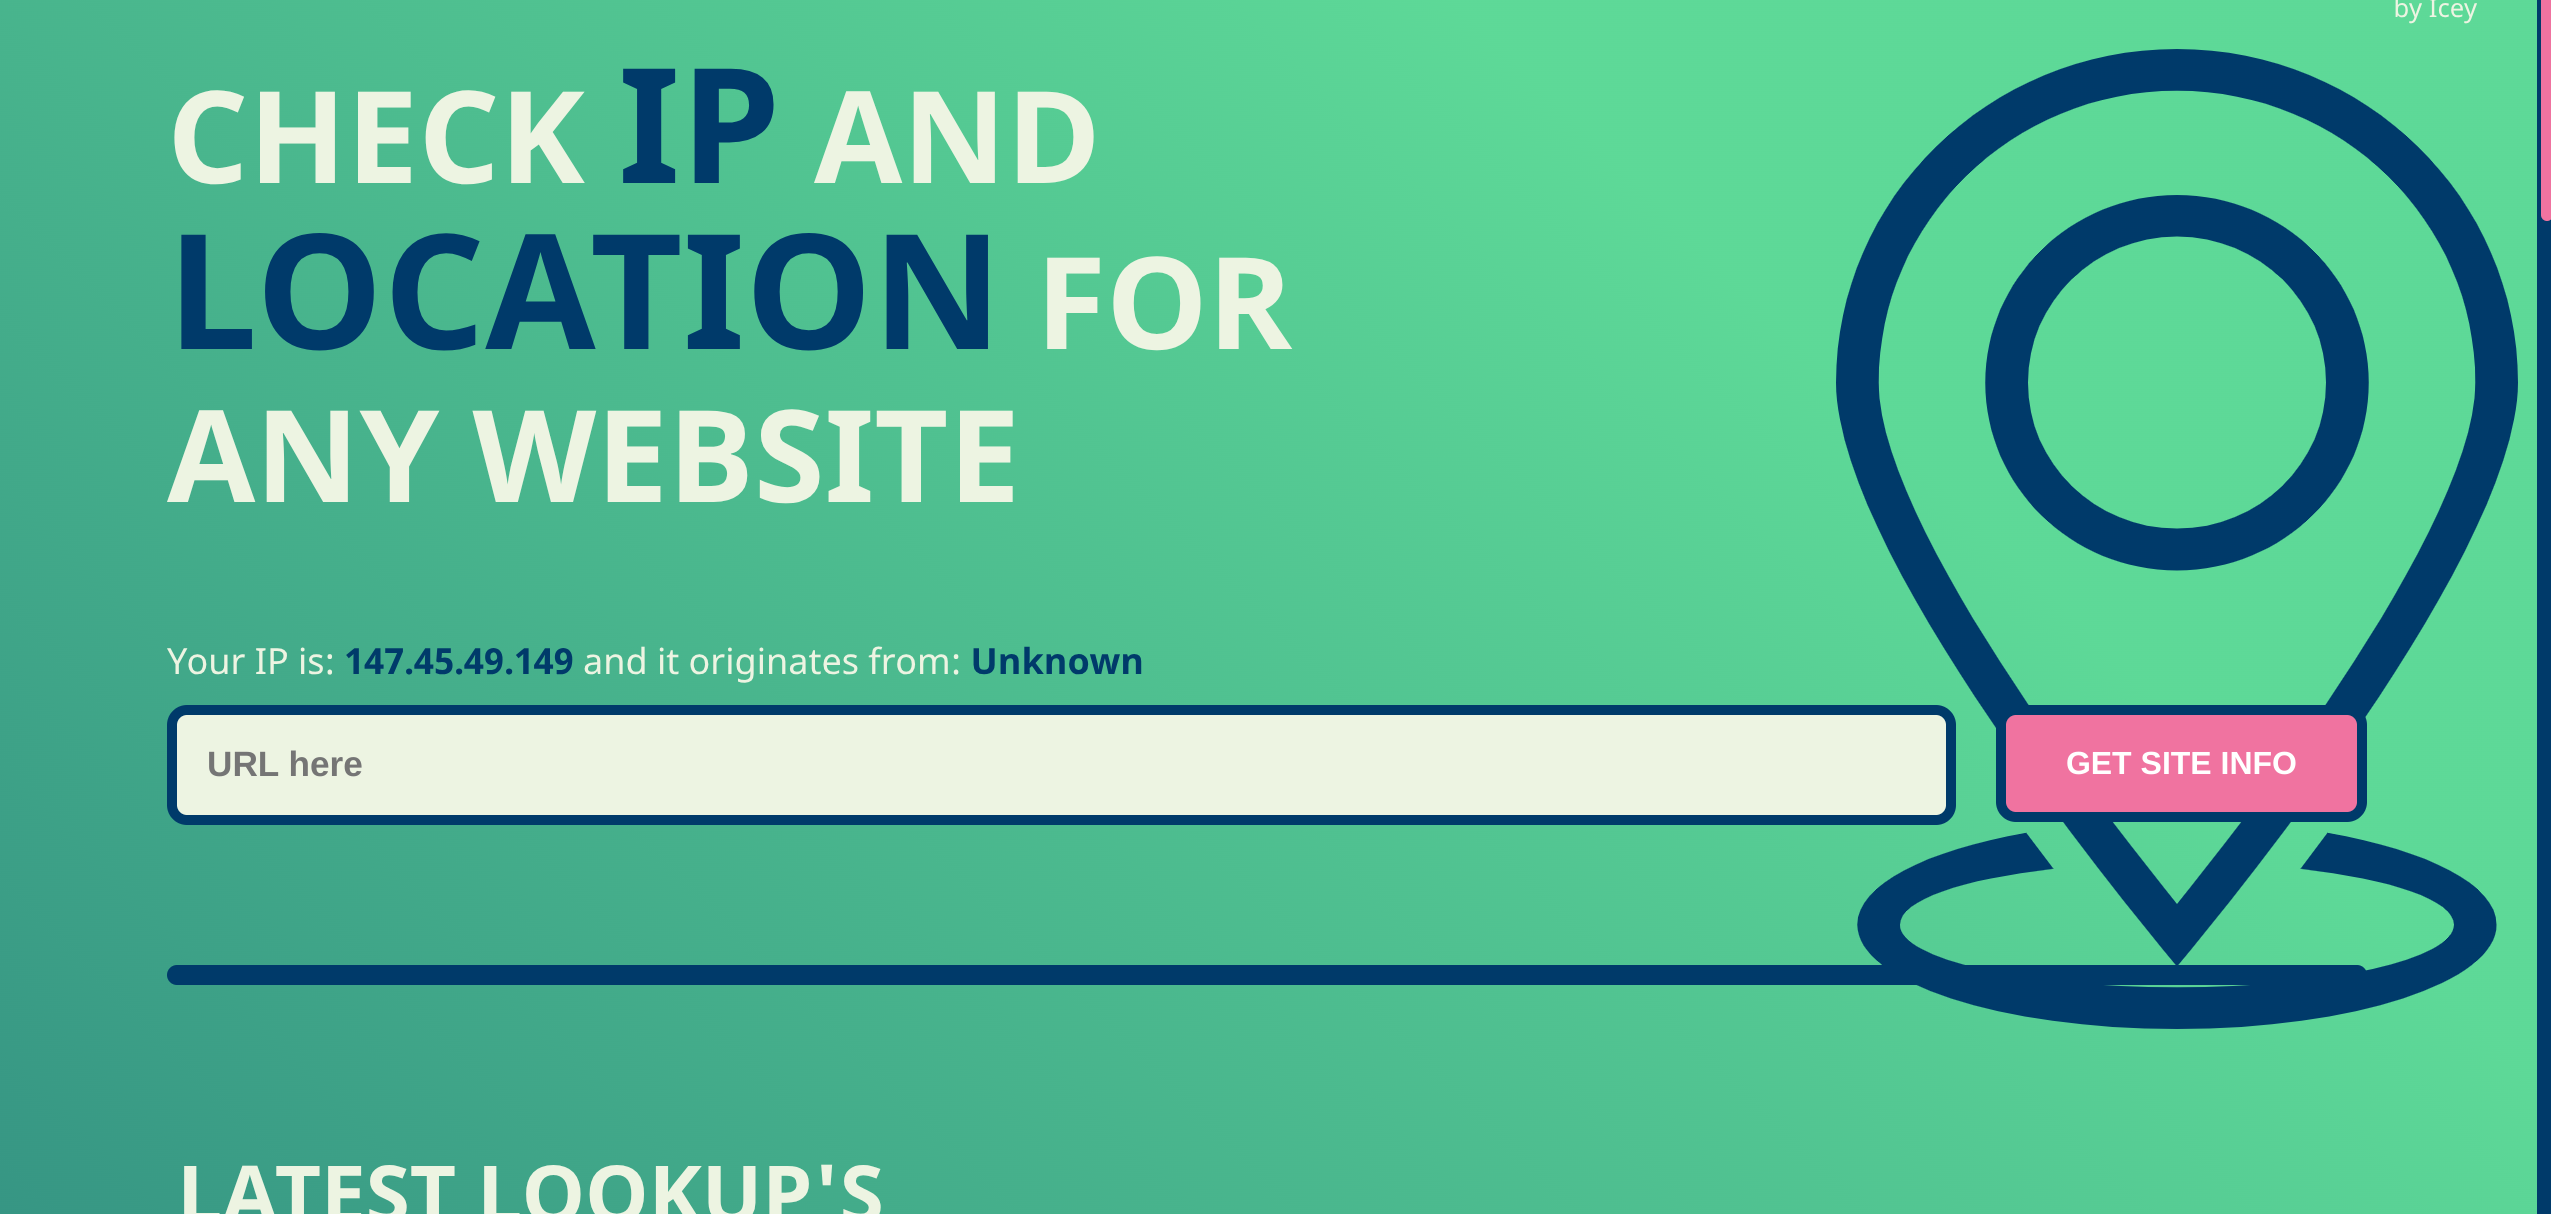 by Icey
CHECK IP AND
LOCATION FOR
ANY WEBSITE
Your IP is: 147.45.49.149 and it originates from: Unknown
URL here
GET SITE INFO
LATEST LOOKUP'S